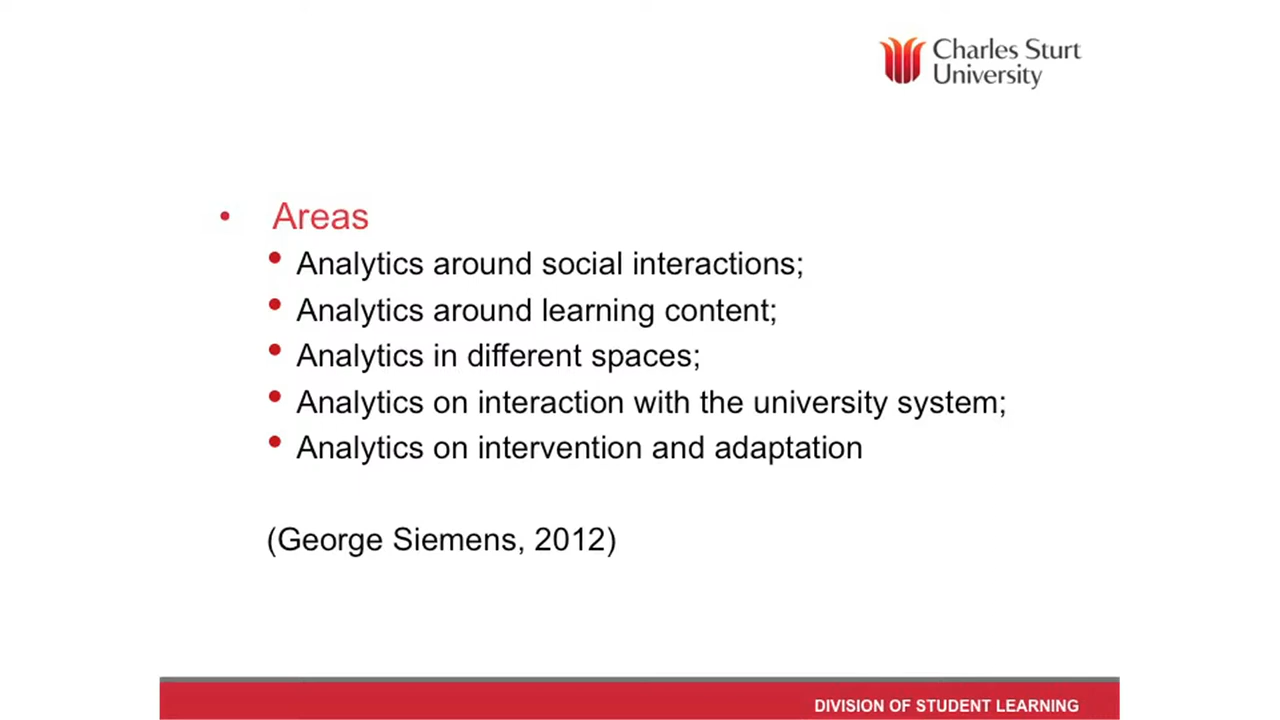 Charles Sturt
University
• Areas
• Analytics around social interactions;
• Analytics around learning content;
• Analytics in different spaces;
• Analytics on interaction with the university system;
• Analytics on intervention and adaptation
(George Siemens, 2012)
DIVISION OF STUDENT LEARNING